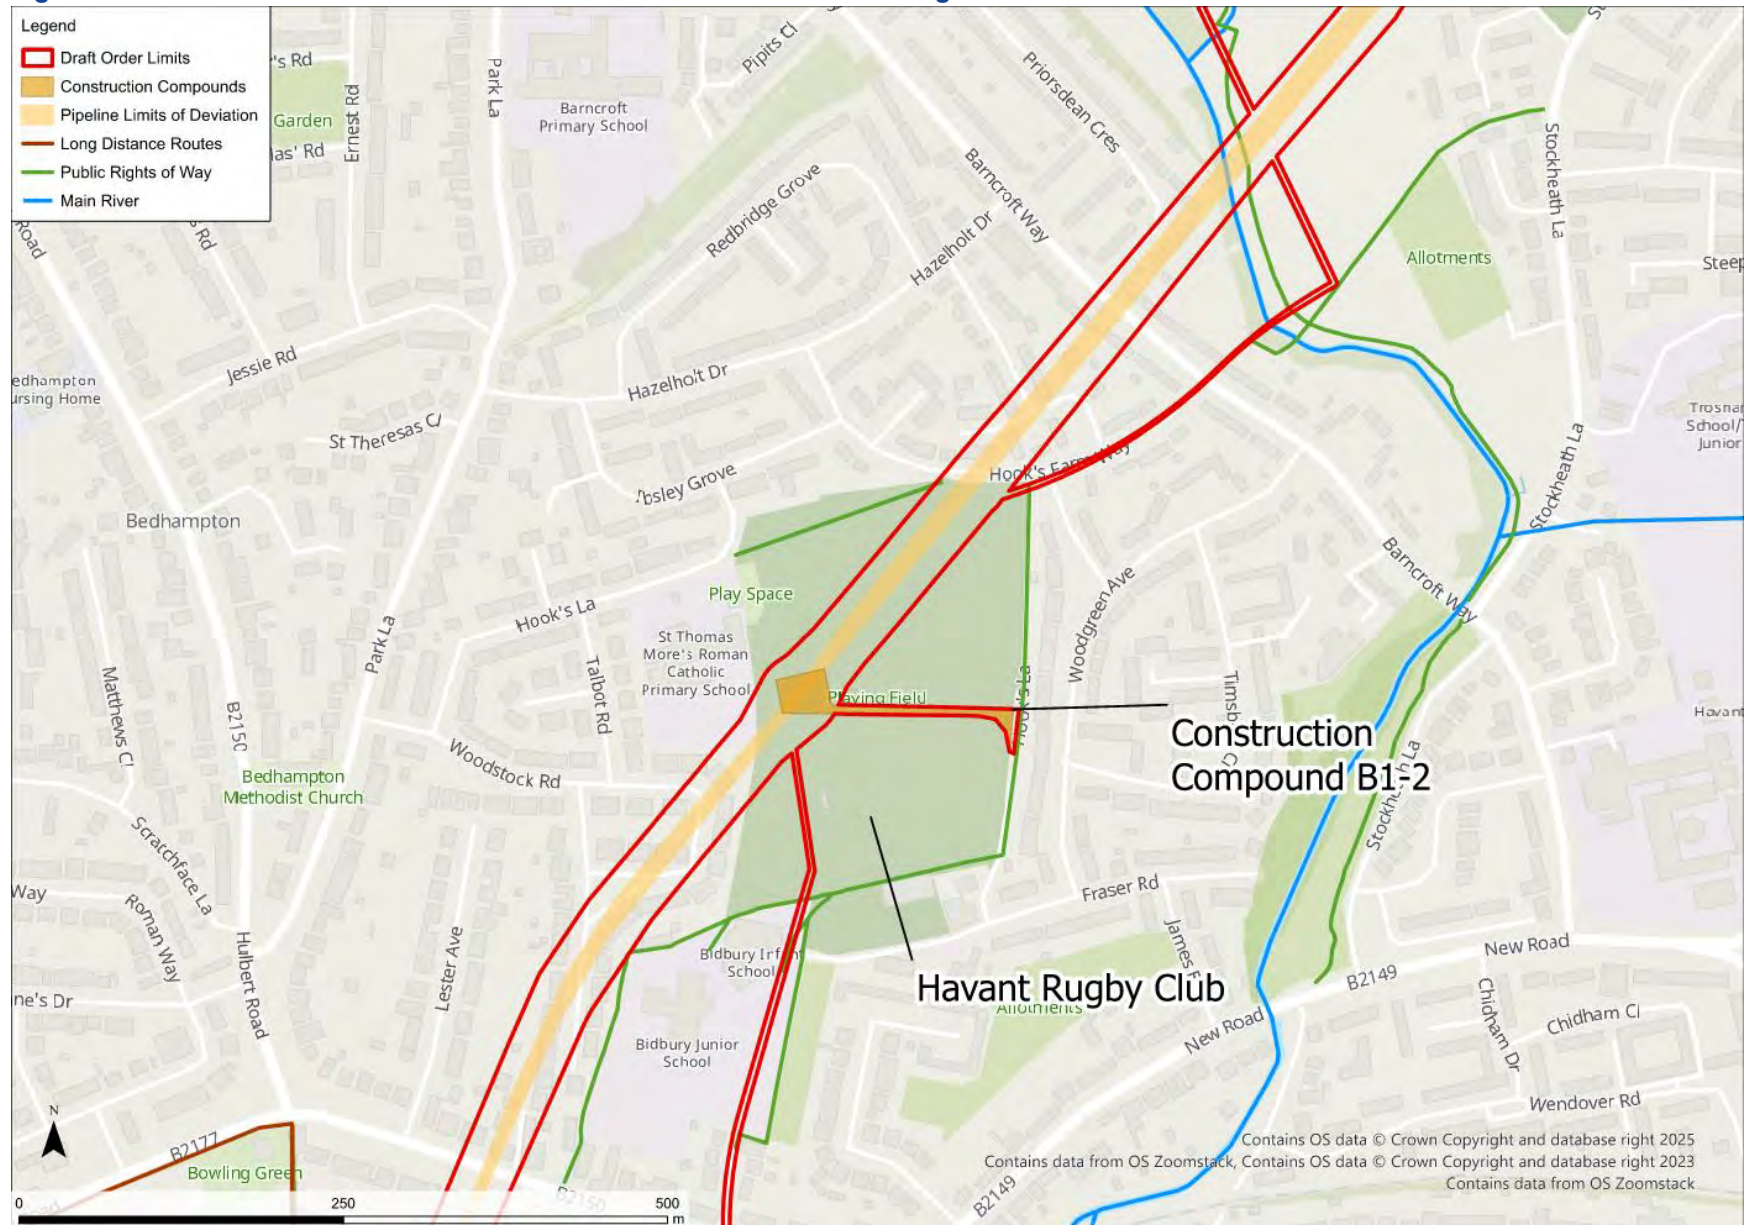 Legend
Draft Order Limits
Construction Compounds
Pipeline Limits of Deviation
Long Distance Routes
Public Rights of Way
Main River
Garden
Ernest Rd
Park La
Barncroft
Primary School
Pipits Cl
Priorsdean Cres
Barncroft Way
Redbridge Grove
Hazelholt Dr
Stockheath La
Allotments
Road
Jessie Rd
Hazelholt Dr
St Theresas Cl
Hook's Farm Way
Bedhampton
Hook's La
Play Space
St Thomas
More's Roman
Catholic
Primary School
Playing Field
Park La
Talbot Rd
Matthews Cl
B2150
Woodstock Rd
Woodgreen Ave
Hook's La
Barncroft Way
Stockheath La
Construction
Compound B1-2
Bedhampton
Methodist Church
Scratchface La
Way
Roman Way
Hulbert Road
Lester Ave
Fraser Rd
Bidbury Infant
School
Havant Rugby Club
Allotments
Bidbury Junior
School
New Road
B2149
New Road
Chidham Dr
Chidham Cl
Wendover Rd
B2177
Bowling Green
B2150
B2149
N
0 250 500
m
Contains OS data © Crown Copyright and database right 2025
Contains data from OS Zoomstack, Contains OS data © Crown Copyright and database right 2023
Contains data from OS Zoomstack